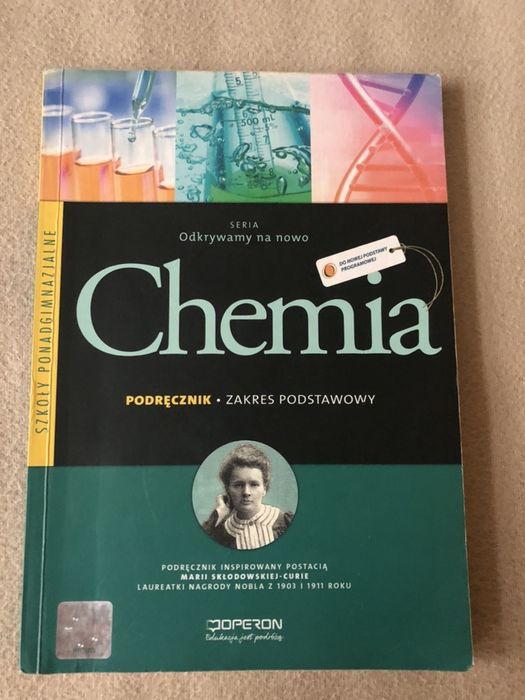 500 mL
SERIA
Odkrywamy na nowo
DO NOWEJ PODSTAWY
PROGRAMOWEJ
Chemia
SZKOŁY PONADGIMNAZJALNE
PODRĘCZNIK • ZAKRES PODSTAWOWY
PODRĘCZNIK INSPIROWANY POSTACIĄ
MARII SKŁODOWSKIEJ-CURIE
LAUREATKI NAGRODY NOBLA Z 1903 I 1911 ROKU
OPERON
Edukacja jest podróżą